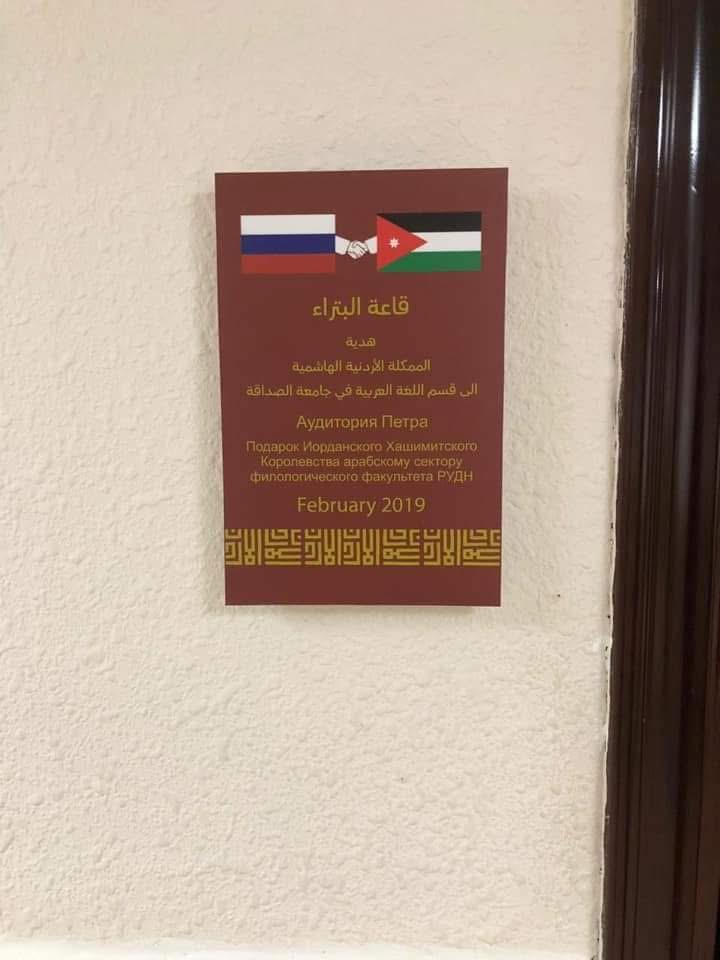 قاعة البتراء
هدية
الممكلة الأردنية الهاشمية
الى قسم اللغة العربية في جامعة الصداقة
Аудитория Петра
Подарок Иорданского Хашимитского
Королевства арабскому сектору
филологического факультета РУДН
February 2019